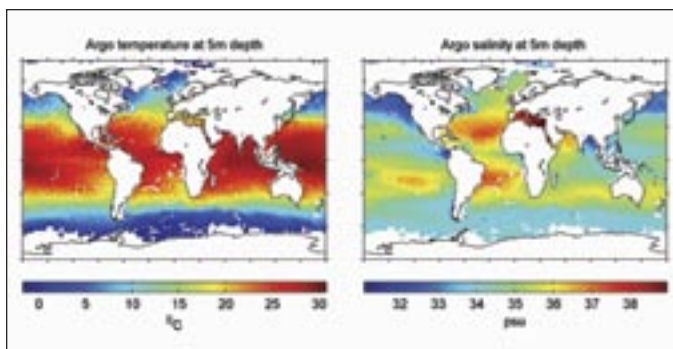 Argo temperature at 5m depth
0 5 10 15 20 25 30
°C
Argo salinity at 5m depth
32 33 34 35 36 37 38
psu